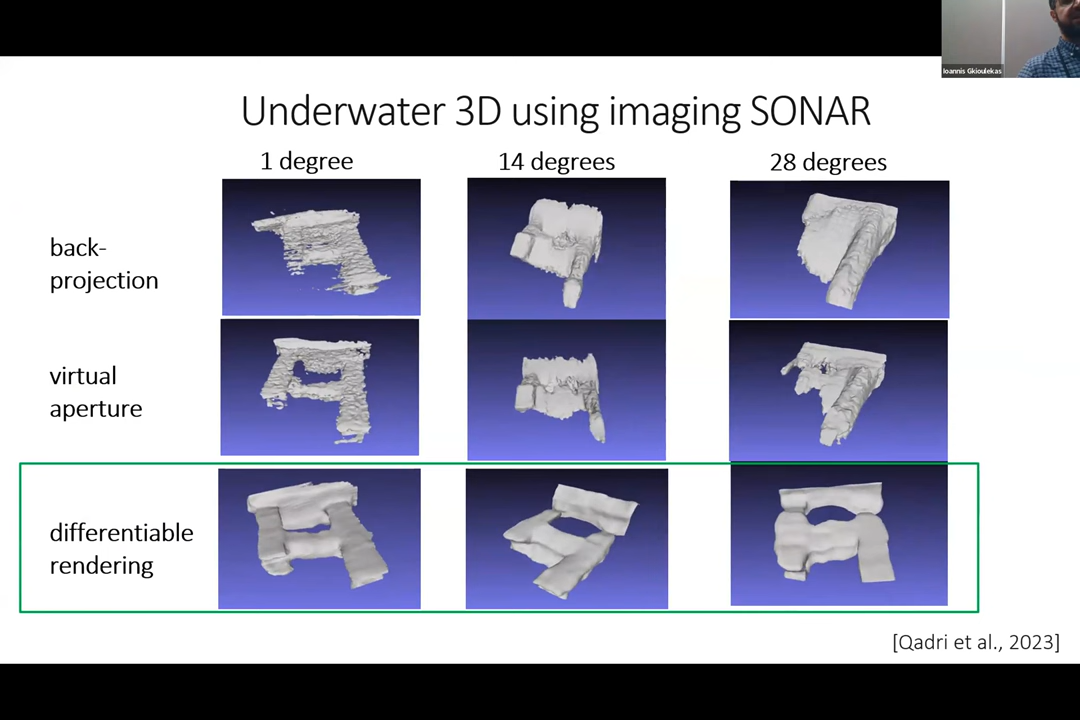 Ioannis Gkioulekas
Underwater 3D using imaging SONAR
1 degree
14 degrees
28 degrees
back-
projection
virtual
aperture
differentiable
rendering
[Qadri et al., 2023]